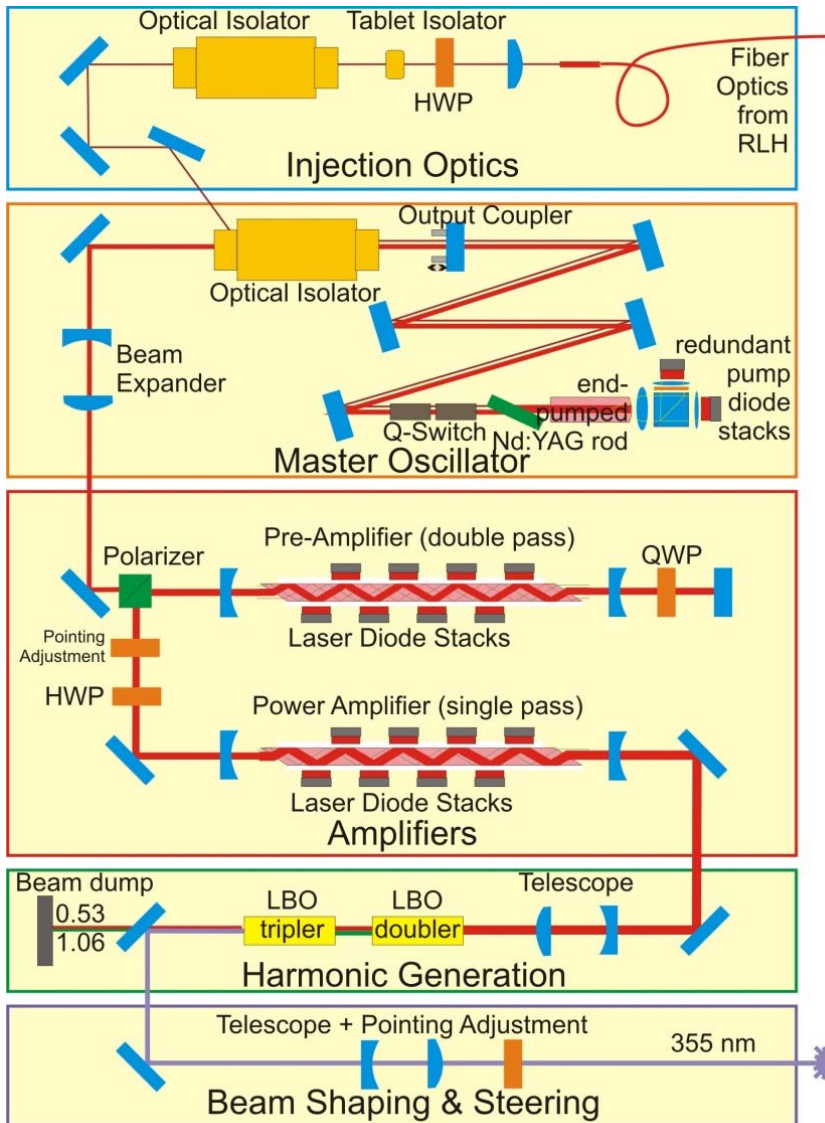 Optical Isolator
Tablet Isolator
HWP
Fiber
Optics
from
RLH
Injection Optics
Output Coupler
Optical Isolator
Beam
Expander
redundant
pump
diode
stacks
end-
pumped
Nd:YAG rod
Q-Switch
Master Oscillator
Pre-Amplifier (double pass)
QWP
Polarizer
Laser Diode Stacks
Pointing
Adjustment
HWP
Power Amplifier (single pass)
Laser Diode Stacks
Amplifiers
Beam dump
0.53
1.06
LBO
tripler
LBO
doubler
Telescope
Harmonic Generation
Telescope + Pointing Adjustment
355 nm
Beam Shaping & Steering